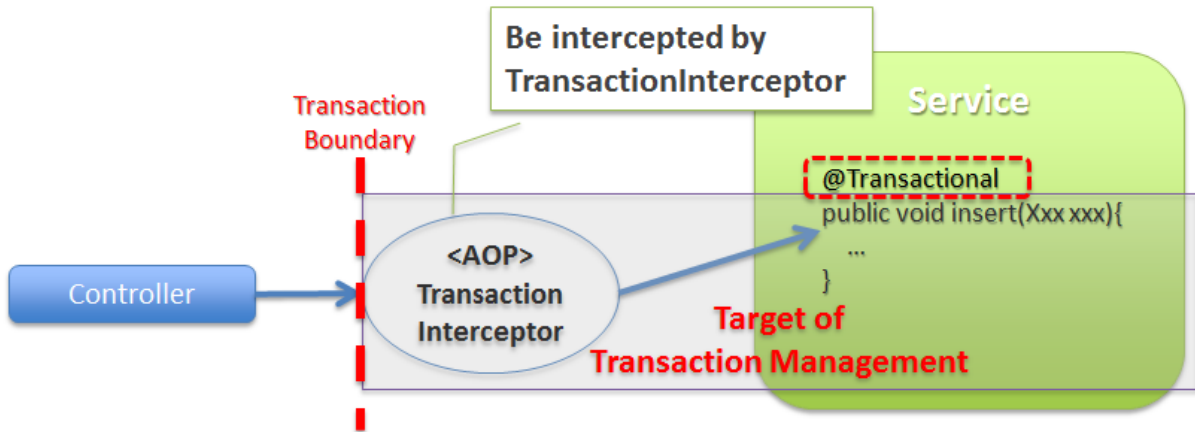 Be intercepted by
TransactionInterceptor
Transaction
Boundary
Service
@Transactional
public void insert(Xxx xxx){
...
}
<AOP>
Transaction
Interceptor
Controller
Target of
Transaction Management